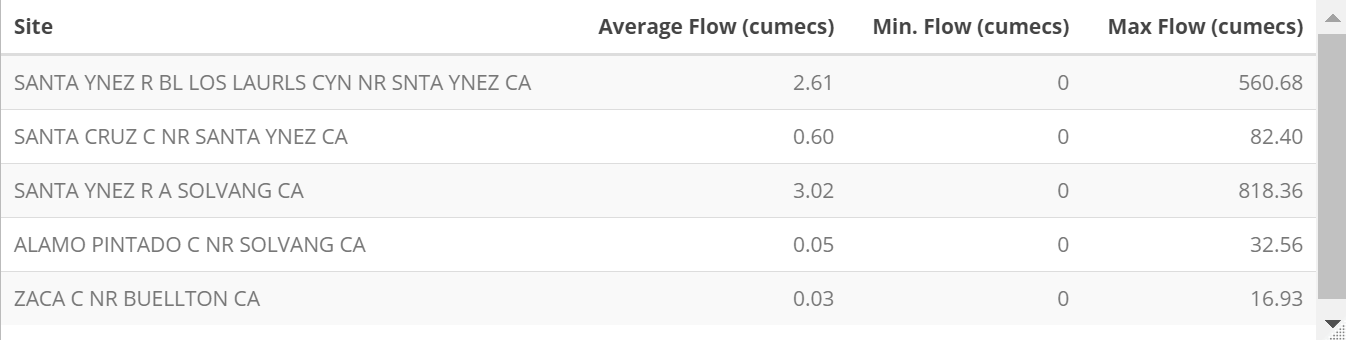 Site Average Flow (cumecs) Min. Flow (cumecs) Max Flow (cumecs)
SANTA YNEZ R BL LOS LAURLS CYN NR SNTA YNEZ CA 2.61 0 560.68
SANTA CRUZ C NR SANTA YNEZ CA 0.60 0 82.40
SANTA YNEZ R A SOLVANG CA 3.02 0 818.36
ALAMO PINTADO C NR SOLVANG CA 0.05 0 32.56
ZACA C NR BUELLTON CA 0.03 0 16.93